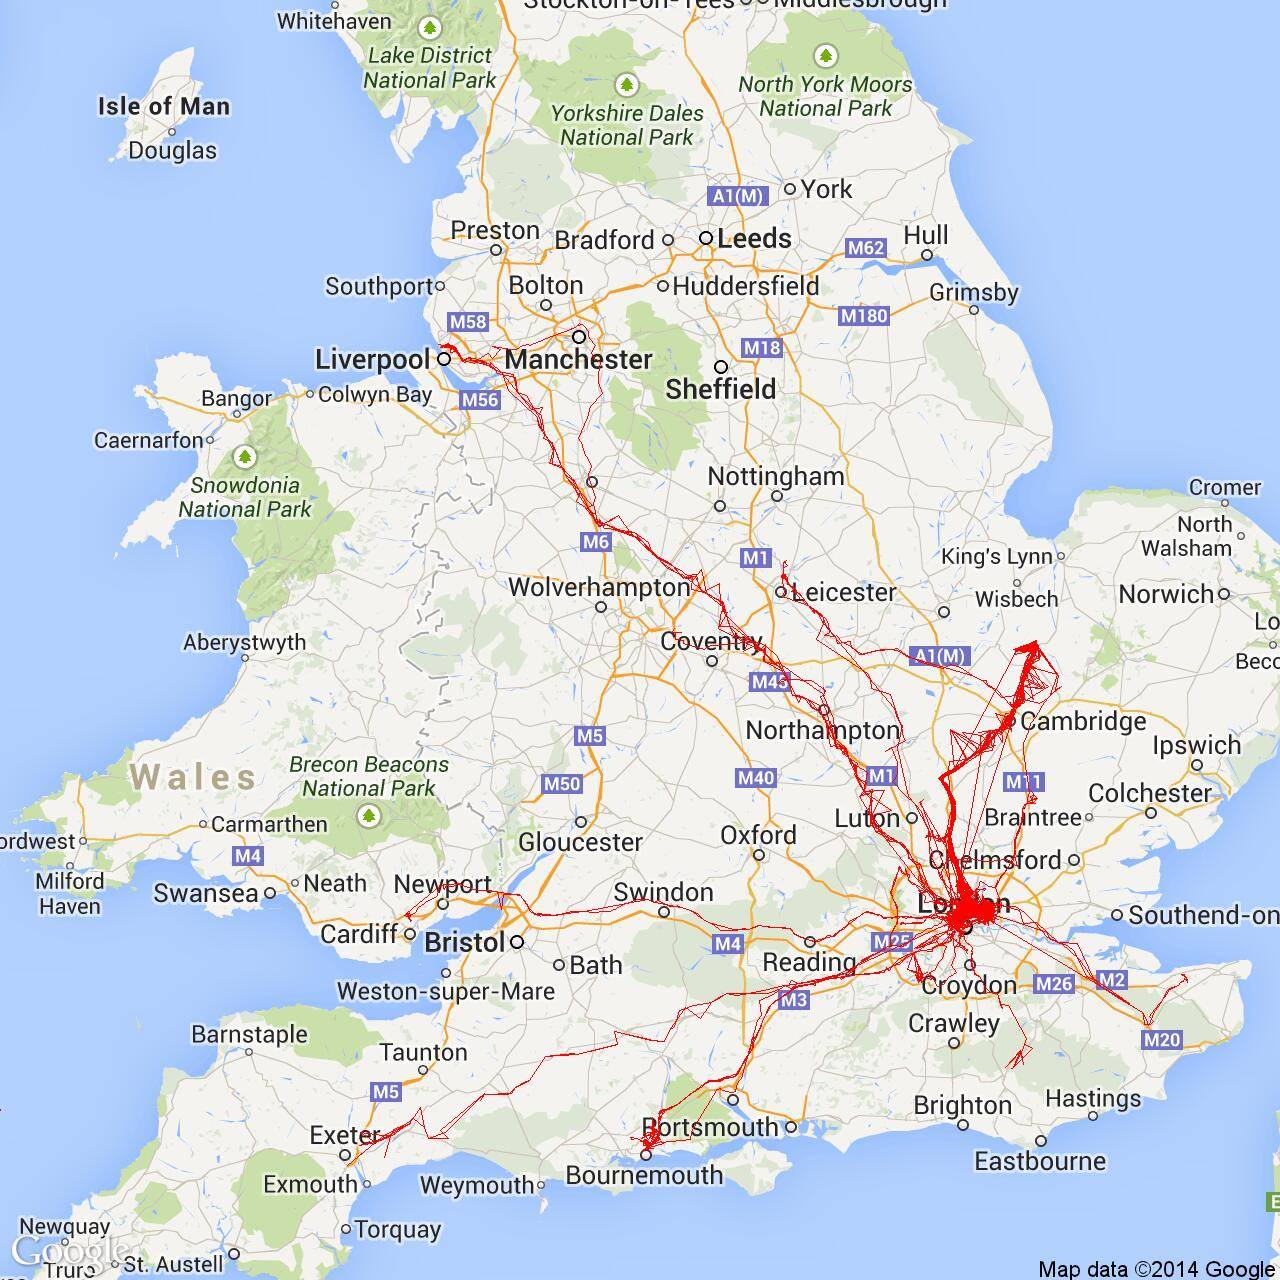 Stockton-on-Tees
Middlesbrough
Whitehaven
Lake District
National Park
North York Moors
National Park
Yorkshire Dales
National Park
Isle of Man
Douglas
A1(M)
York
Preston
Bradford
Leeds
M62
Hull
Southport
Bolton
Huddersfield
Grimsby
M58
M180
Liverpool
Manchester
M18
Sheffield
Bangor
Colwyn Bay
M56
Caernarfon
Snowdonia
National Park
Nottingham
Cromer
North
Walsham
M6
M1
King's Lynn
Wolverhampton
Leicester
Wisbech
Norwich
Lo
Aberystwyth
Coventry
A1(M)
Becc
M45
Northampton
Cambridge
M5
Ipswich
Wales
Brecon Beacons
National Park
M50
M40
M1
M11
Colchester
Carmarthen
Luton
Braintree
ordwest
M4
Gloucester
Oxford
Chelmsford
Milford
Haven
Swansea
Neath
Newport
Swindon
London
Southend-on
Cardiff
Bristol
M4
M25
Bath
Reading
Croydon
M26
M2
Weston-super-Mare
M3
Crawley
M20
Barnstaple
Taunton
M5
Brighton
Hastings
Exeter
Portsmouth
Bournemouth
Eastbourne
Exmouth
Weymouth
Newquay
Torquay
Google
Truro
St. Austell
E
Map data ©2014 Google